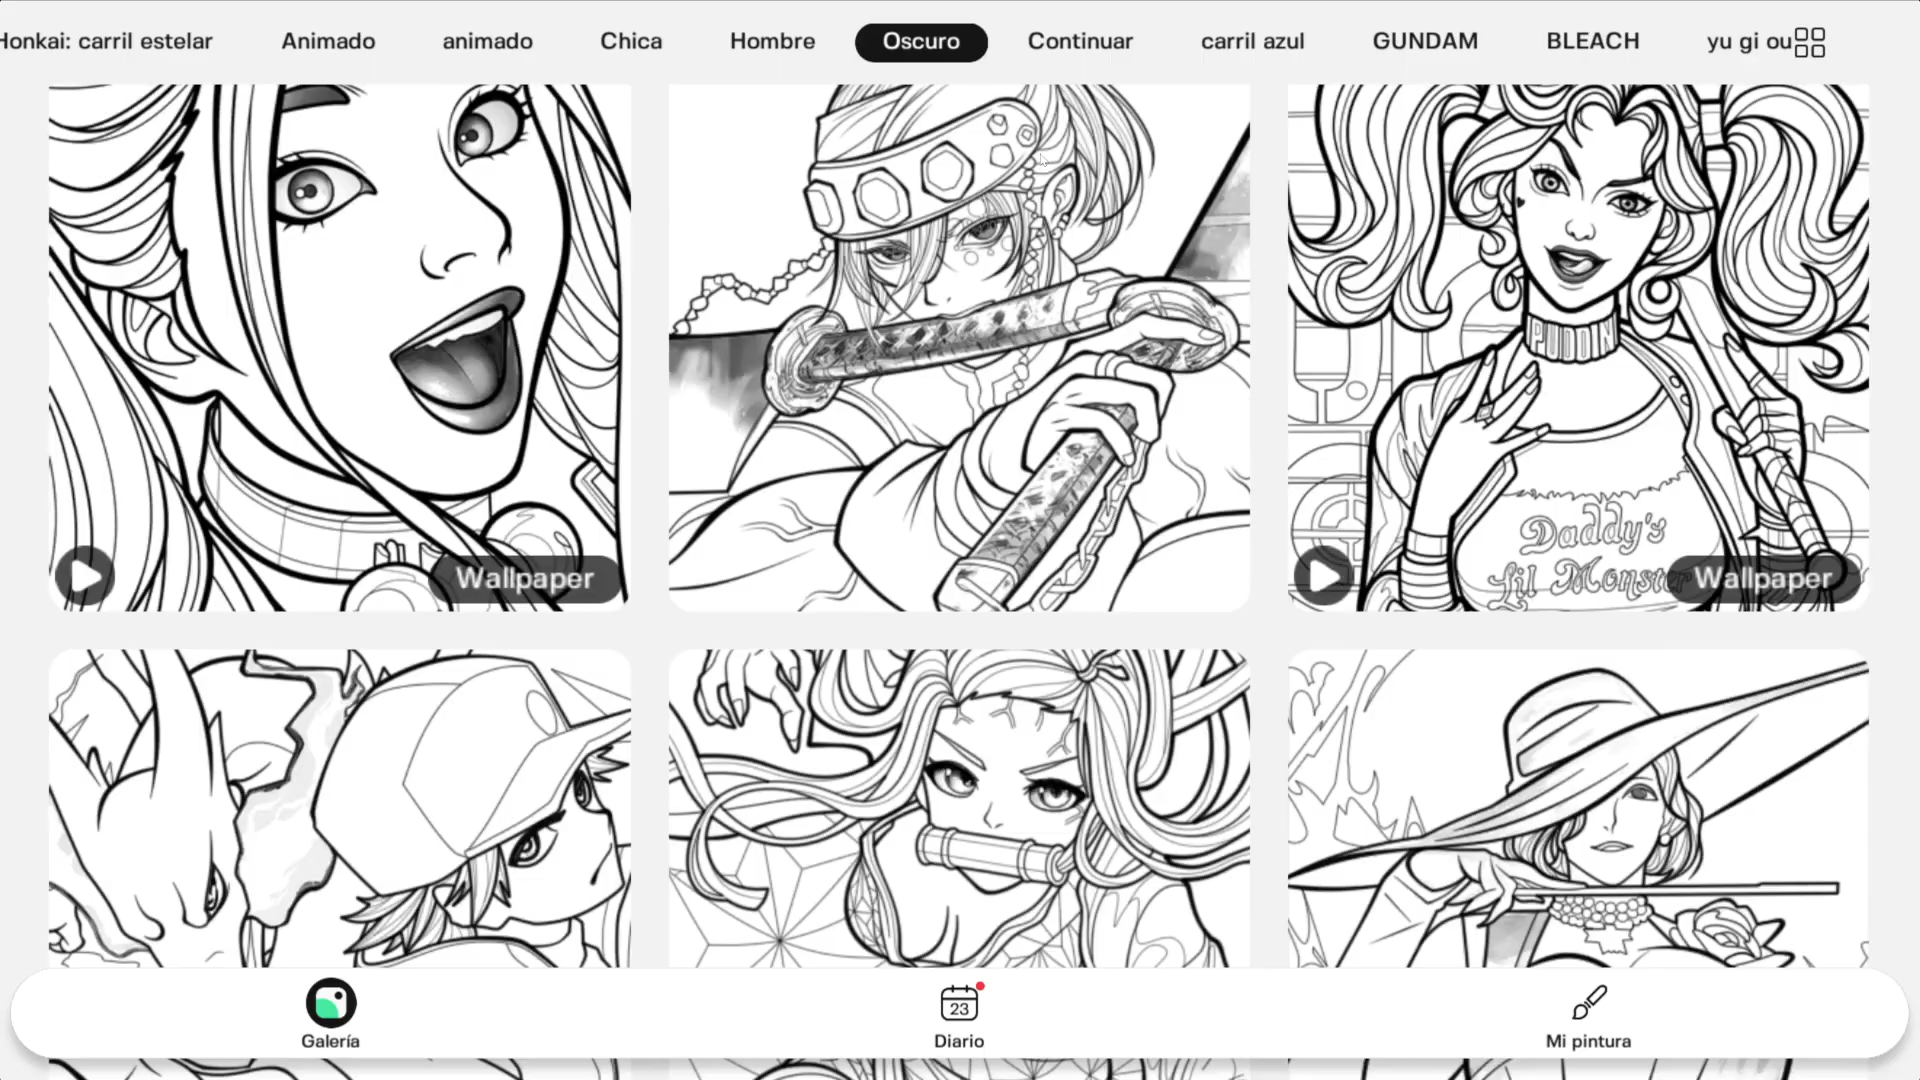 Honkai: carril estelar
Animado
animado
Chica
Hombre
Oscuro
Continuar
carril azul
GUNDAM
BLEACH
yu gi ou
PUDDIN
Daddy's
Lil Monster
Wallpaper
Wallpaper
Galería
23
Diario
Mi pintura